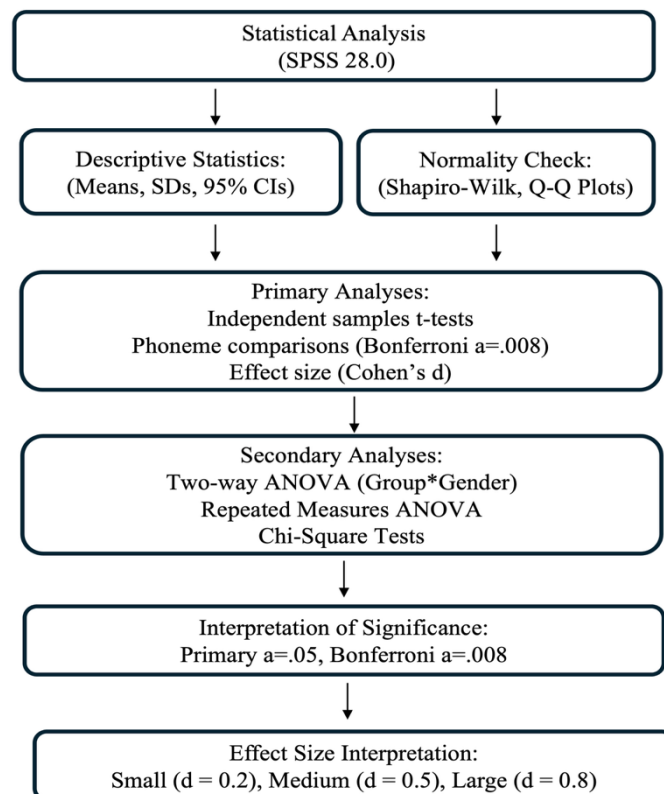 Statistical Analysis
(SPSS 28.0)
Descriptive Statistics:
(Means, SDs, 95% CIs)
Normality Check:
(Shapiro-Wilk, Q-Q Plots)
Primary Analyses:
Independent samples t-tests
Phoneme comparisons (Bonferroni a=.008)
Effect size (Cohen’s d)
Secondary Analyses:
Two-way ANOVA (Group*Gender)
Repeated Measures ANOVA
Chi-Square Tests
Interpretation of Significance:
Primary a=.05, Bonferroni a=.008
Effect Size Interpretation:
Small (d = 0.2), Medium (d = 0.5), Large (d = 0.8)